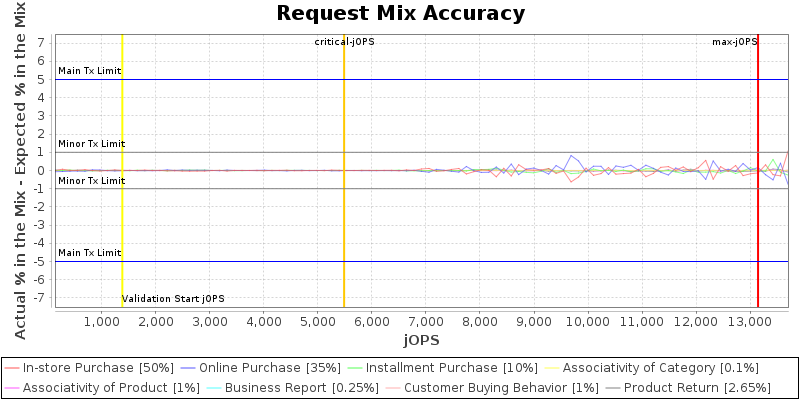 Request Mix Accuracy
Actual % in the Mix - Expected % in the Mix
7
6
5
4
3
2
1
0
-1
-2
-3
-4
-5
-6
-7
critical-jOPS
max-jOPS
Main Tx Limit
Minor Tx Limit
Minor Tx Limit
Main Tx Limit
Validation Start jOPS
1,000 2,000 3,000 4,000 5,000 6,000 7,000 8,000 9,000 10,000 11,000 12,000 13,000
jOPS
In-store Purchase [50%] Online Purchase [35%] Installment Purchase [10%] Associativity of Category [0.1%]
Associativity of Product [1%] Business Report [0.25%] Customer Buying Behavior [1%] Product Return [2.65%]